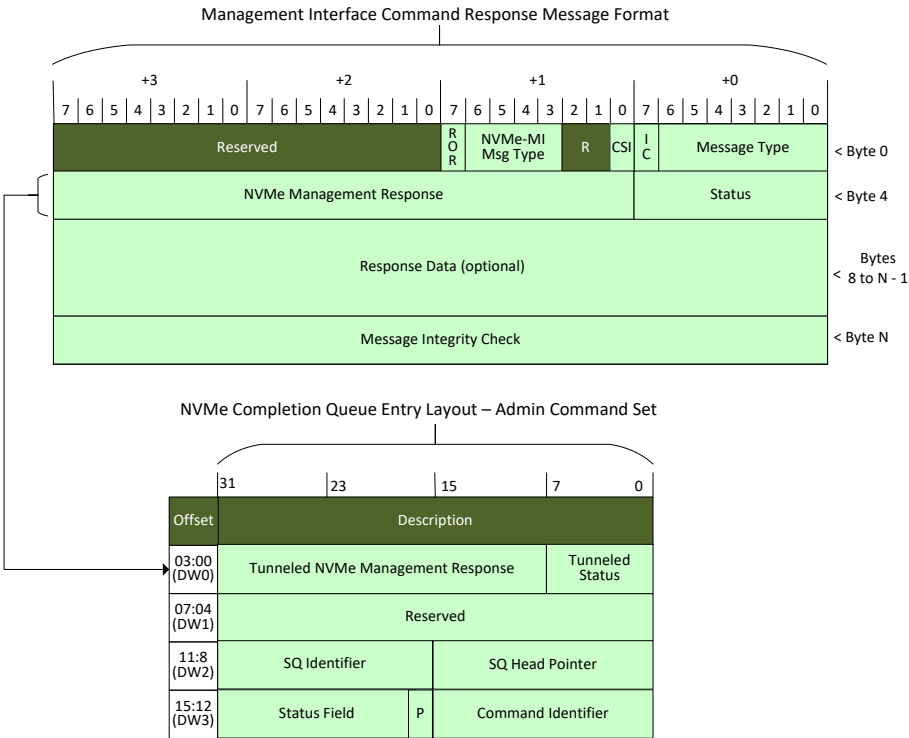 Management Interface Command Response Message Format
+3 +2 +1 +0
7 6 5 4 3 2 1 0 7 6 5 4 3 2 1 0 7 6 5 4 3 2 1 0 7 6 5 4 3 2 1 0
Reserved ROR NVMe-MI Msg Type R CSI IC Message Type < Byte 0
NVMe Management Response Status < Byte 4
Response Data (optional) < Bytes 8 to N - 1
Message Integrity Check < Byte N
NVMe Completion Queue Entry Layout – Admin Command Set
31 23 15 7 0
Offset Description
03:00 (DW0) Tunneled NVMe Management Response Tunneled Status
07:04 (DW1) Reserved
11:8 (DW2) SQ Identifier SQ Head Pointer
15:12 (DW3) Status Field P Command Identifier